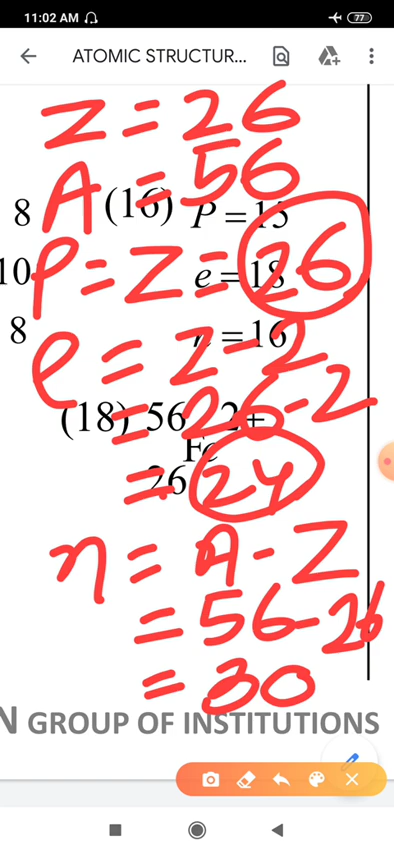 11:02 AM
77
ATOMIC STRUCTUR...
Z = 26
A = 56
8 (16) P = 15
P = Z = 26
10 e = 18
8 n = 16
e = Z - 2
= 26 - 2
(18) 56 2+
Fe
26
= 24
n = A - Z
= 56 - 26
= 30
N GROUP OF INSTITUTIONS